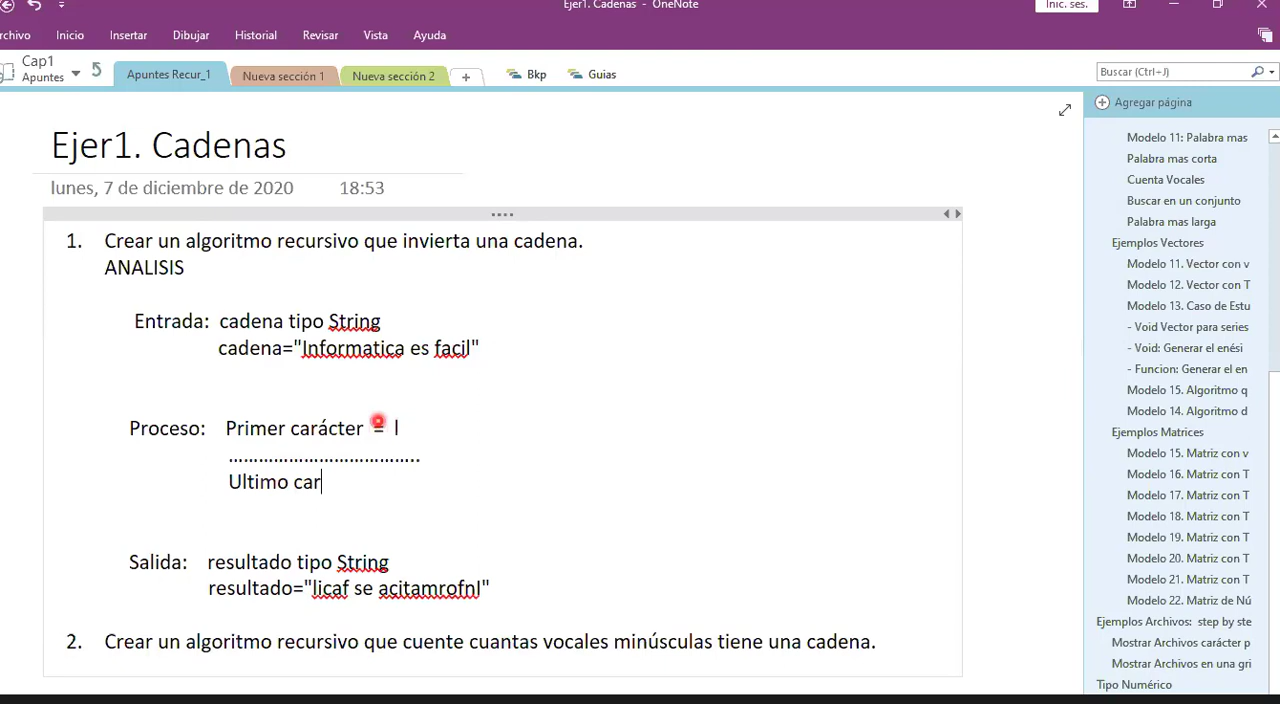 Ejer1. Cadenas - OneNote
Inic. ses.
rchivo Inicio Insertar Dibujar Historial Revisar Vista Ayuda
Cap1
Apuntes
Apuntes Recur_1
Nueva sección 1
Nueva sección 2
+
Bkp
Guias
Buscar (Ctrl+J)
Ejer1. Cadenas
lunes, 7 de diciembre de 2020 18:53
1. Crear un algoritmo recursivo que invierta una cadena.
ANALISIS
Entrada: cadena tipo String
cadena="Informatica es facil"
Proceso: Primer carácter = l
........................................
Ultimo car
Salida: resultado tipo String
resultado="licaf se acitamrofnI"
2. Crear un algoritmo recursivo que cuente cuantas vocales minúsculas tiene una cadena.
Agregar página
Modelo 11: Palabra mas
Palabra mas corta
Cuenta Vocales
Buscar en un conjunto
Palabra mas larga
Ejemplos Vectores
Modelo 11. Vector con v
Modelo 12. Vector con T
Modelo 13. Caso de Estu
- Void Vector para series
- Void: Generar el enési
- Funcion: Generar el en
Modelo 15. Algoritmo q
Modelo 14. Algoritmo d
Ejemplos Matrices
Modelo 15. Matriz con v
Modelo 16. Matriz con T
Modelo 17. Matriz con T
Modelo 18. Matriz con T
Modelo 19. Matriz con T
Modelo 20. Matriz con T
Modelo 21. Matriz con T
Modelo 22. Matriz de Nú
Ejemplos Archivos: step by ste
Mostrar Archivos carácter p
Mostrar Archivos en una gri
Tipo Numérico